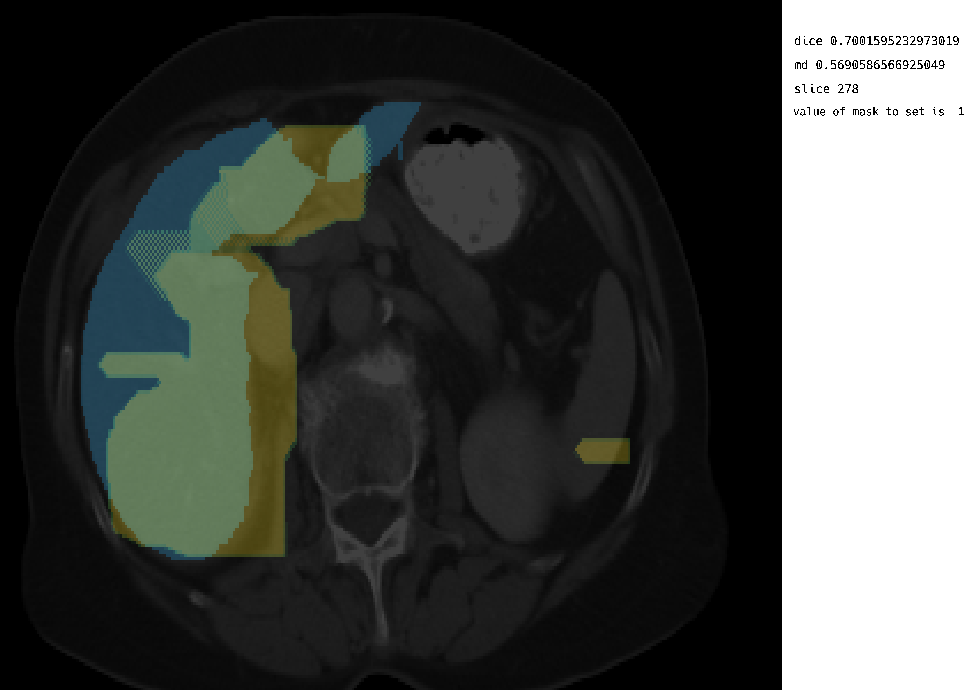 dice 0.7001595232973019
md 0.5690586566925049
slice 278
value of mask to set is  1